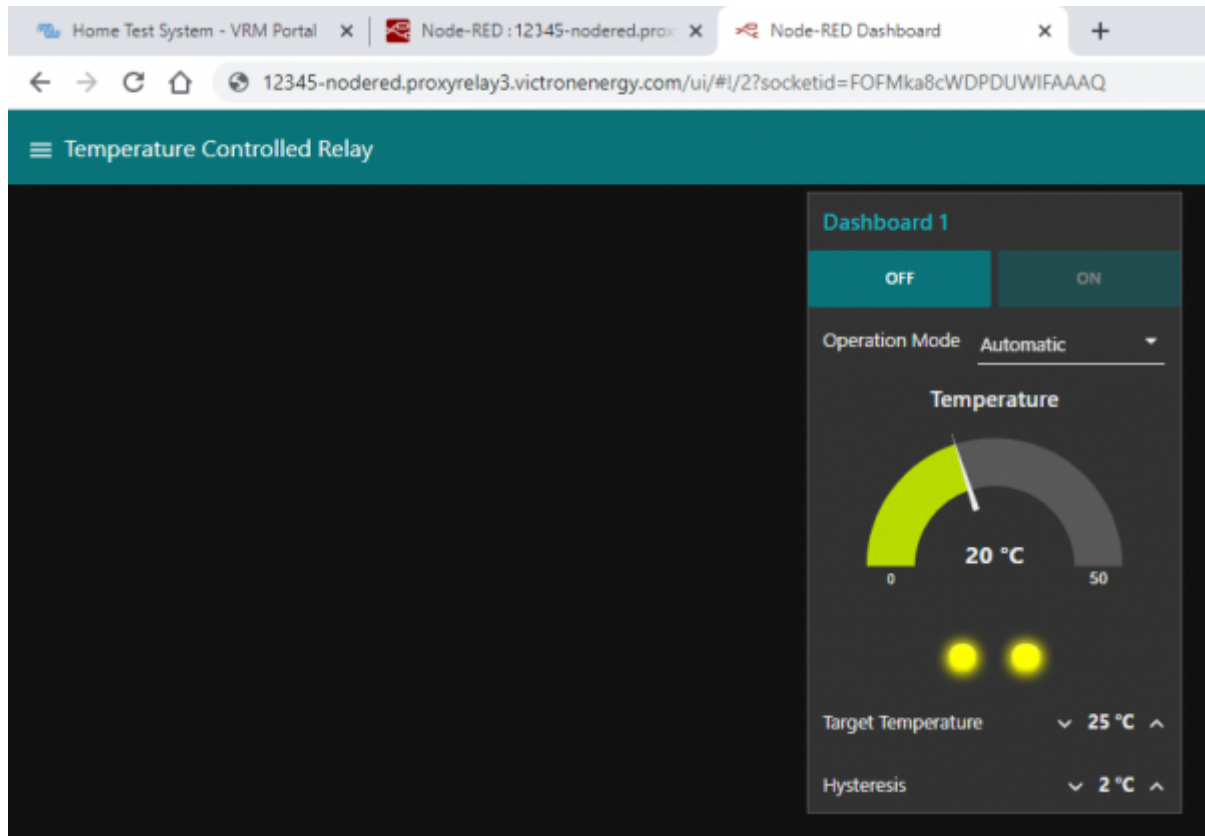 Home Test System - VRM Portal
Node-RED : 12345-nodered.prox
Node-RED Dashboard
12345-nodered.proxyrelay3.victronenergy.com/ui/#!/2?socketid=FOFMka8cWDPDUWIFAAAQ
Temperature Controlled Relay
Dashboard 1
OFF ON
Operation Mode Automatic
Temperature
20 °C
0 50
Target Temperature 25 °C
Hysteresis 2 °C